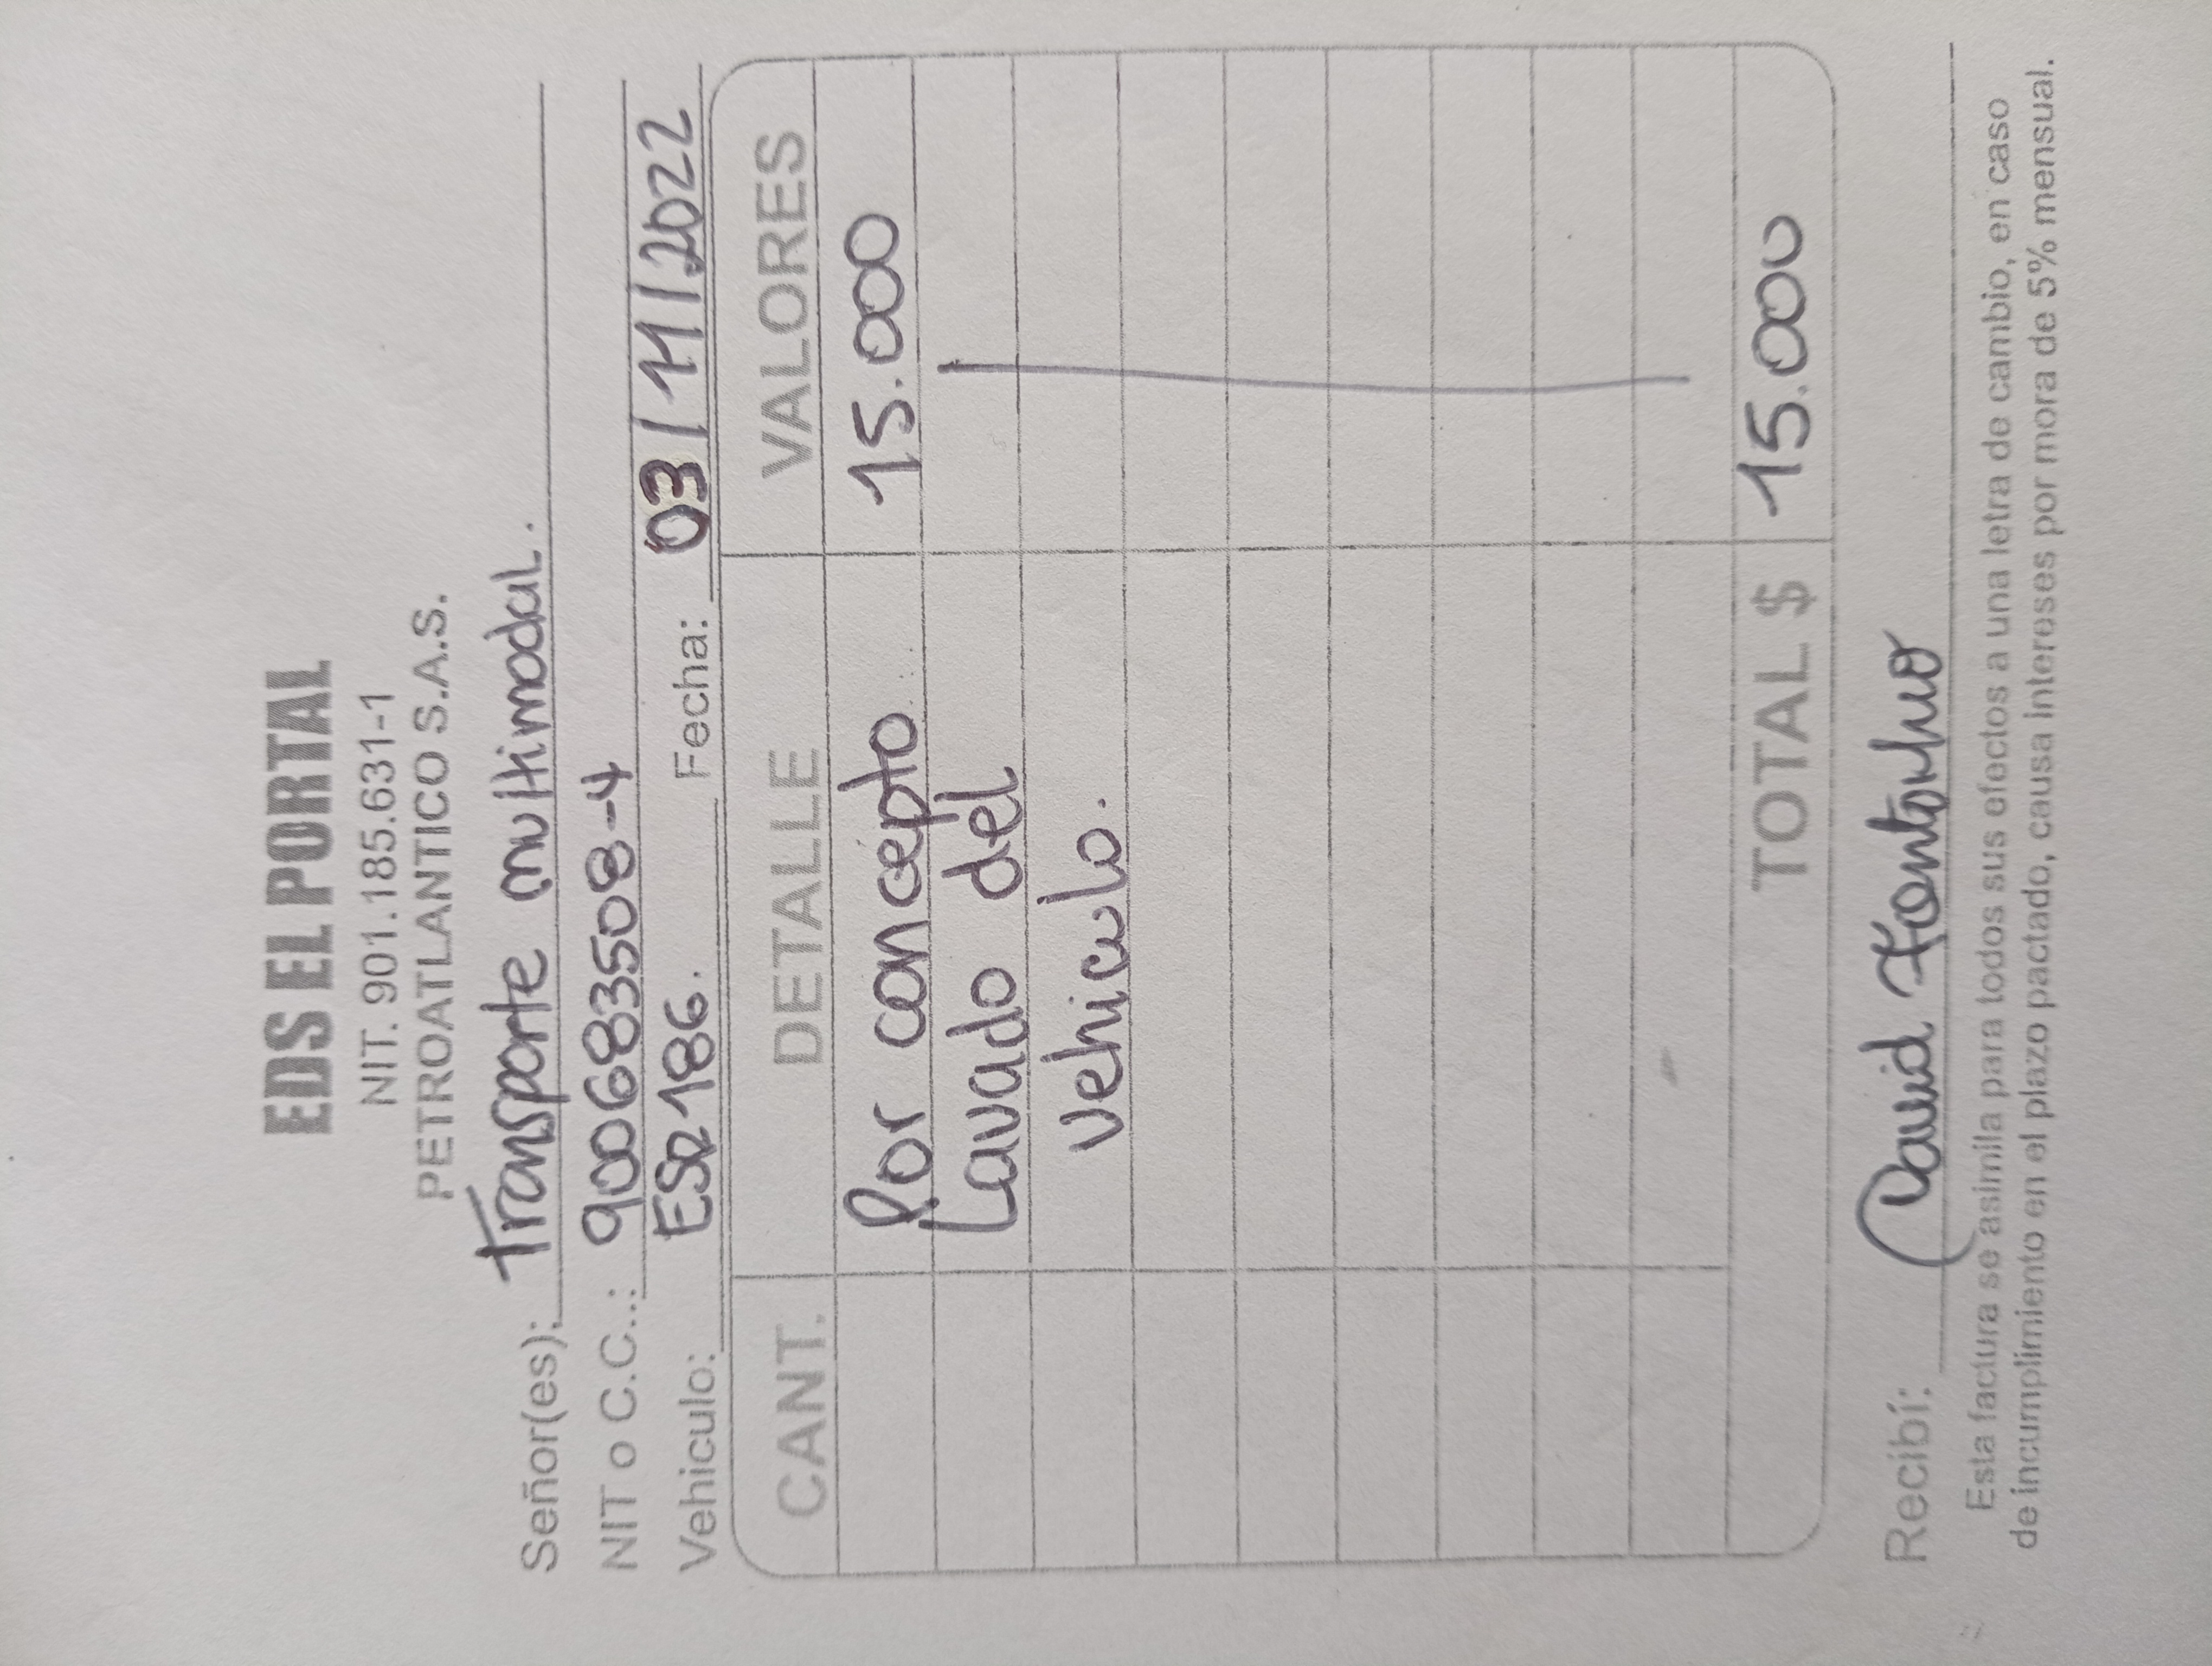 EDS EL PORTAL
NIT. 901.185.631-1
PETROATLANTICO S.A.S.
Señor(es): Transporte multimodal.
NIT o C.C.: 900683508-4
Vehiculo: ESQ186. Fecha: 03/11/2022
CANT. DETALLE VALORES
Por concepto 15.000
Lavado del
vehiculo.
TOTAL $ 15.000
Recibí: David
Esta factura se asimila para todos sus efectos a una letra de cambio, en caso
de incumplimiento en el plazo pactado, causa intereses por mora de 5% mensual.